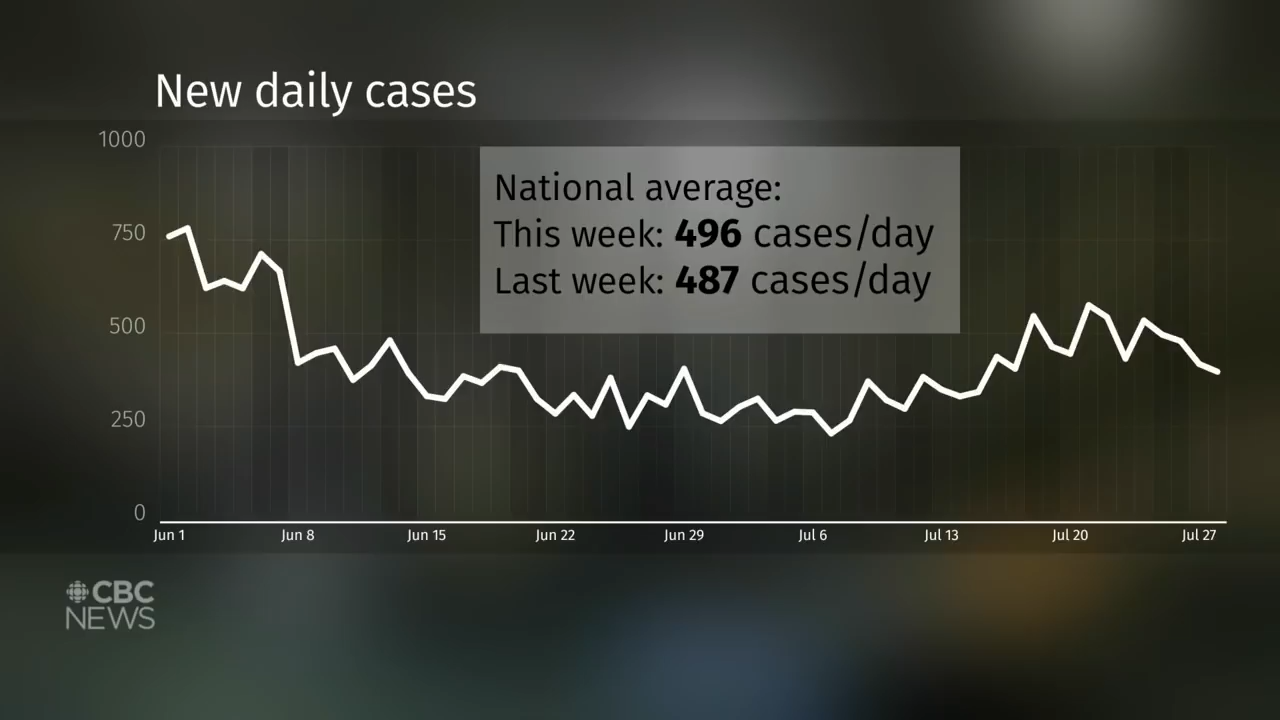 New daily cases
1000
National average:
This week: 496 cases/day
Last week: 487 cases/day
750
500
250
0
Jun 1 Jun 8 Jun 15 Jun 22 Jun 29 Jul 6 Jul 13 Jul 20 Jul 27
CBC
NEWS